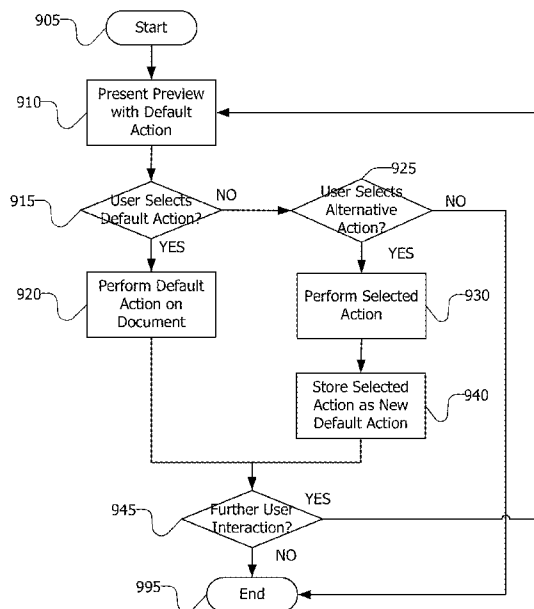 905
Start
910
Present Preview
with Default
Action
925
915
User Selects
Default Action?
NO
User Selects
Alternative
Action?
NO
YES
YES
920
Perform Default
Action on
Document
Perform Selected
Action
930
Store Selected
Action as New
Default Action
940
945
Further User
Interaction?
YES
NO
995
End